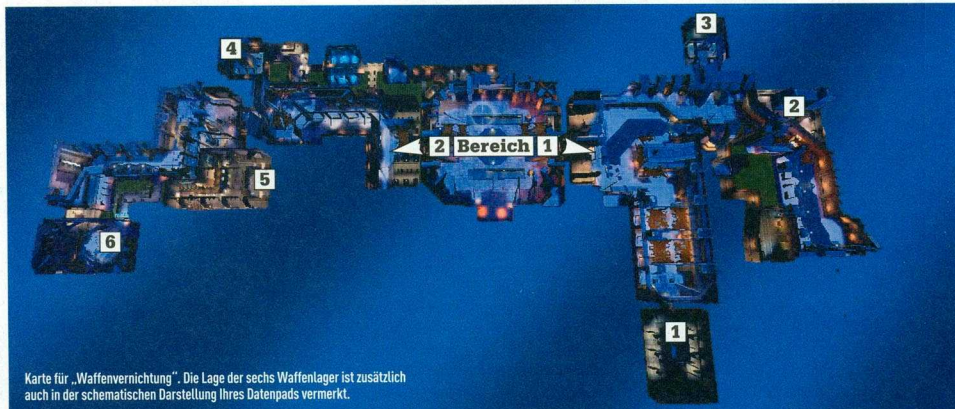 3
4
2
2 Bereich 1
5
6
1
Karte für „Waffenvernichtung“. Die Lage der sechs Waffenlager ist zusätzlich
auch in der schematischen Darstellung Ihres Datenpads vermerkt.